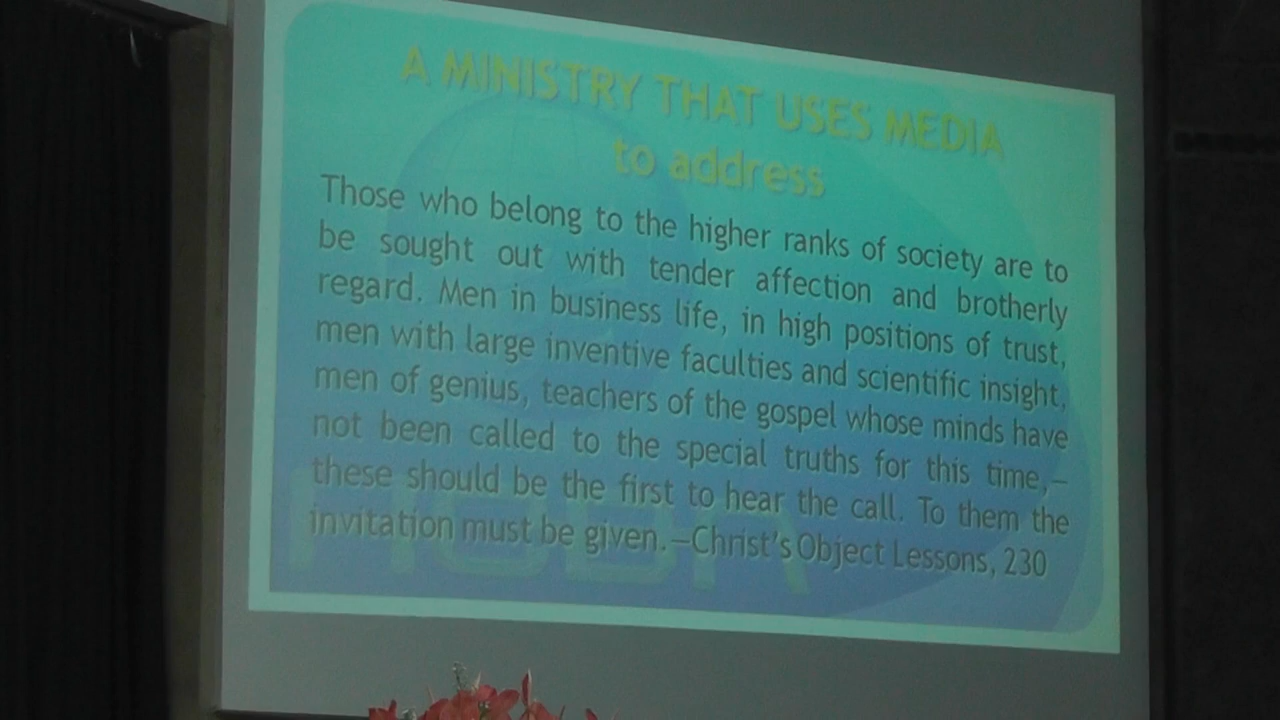 A MINISTRY THAT USES MEDIA
to address
Those who belong to the higher ranks of society are to
be sought out with tender affection and brotherly
regard. Men in business life, in high positions of trust,
men with large inventive faculties and scientific insight,
men of genius, teachers of the gospel whose minds have
not been called to the special truths for this time,–
these should be the first to hear the call. To them the
invitation must be given.–Christ's Object Lessons, 230